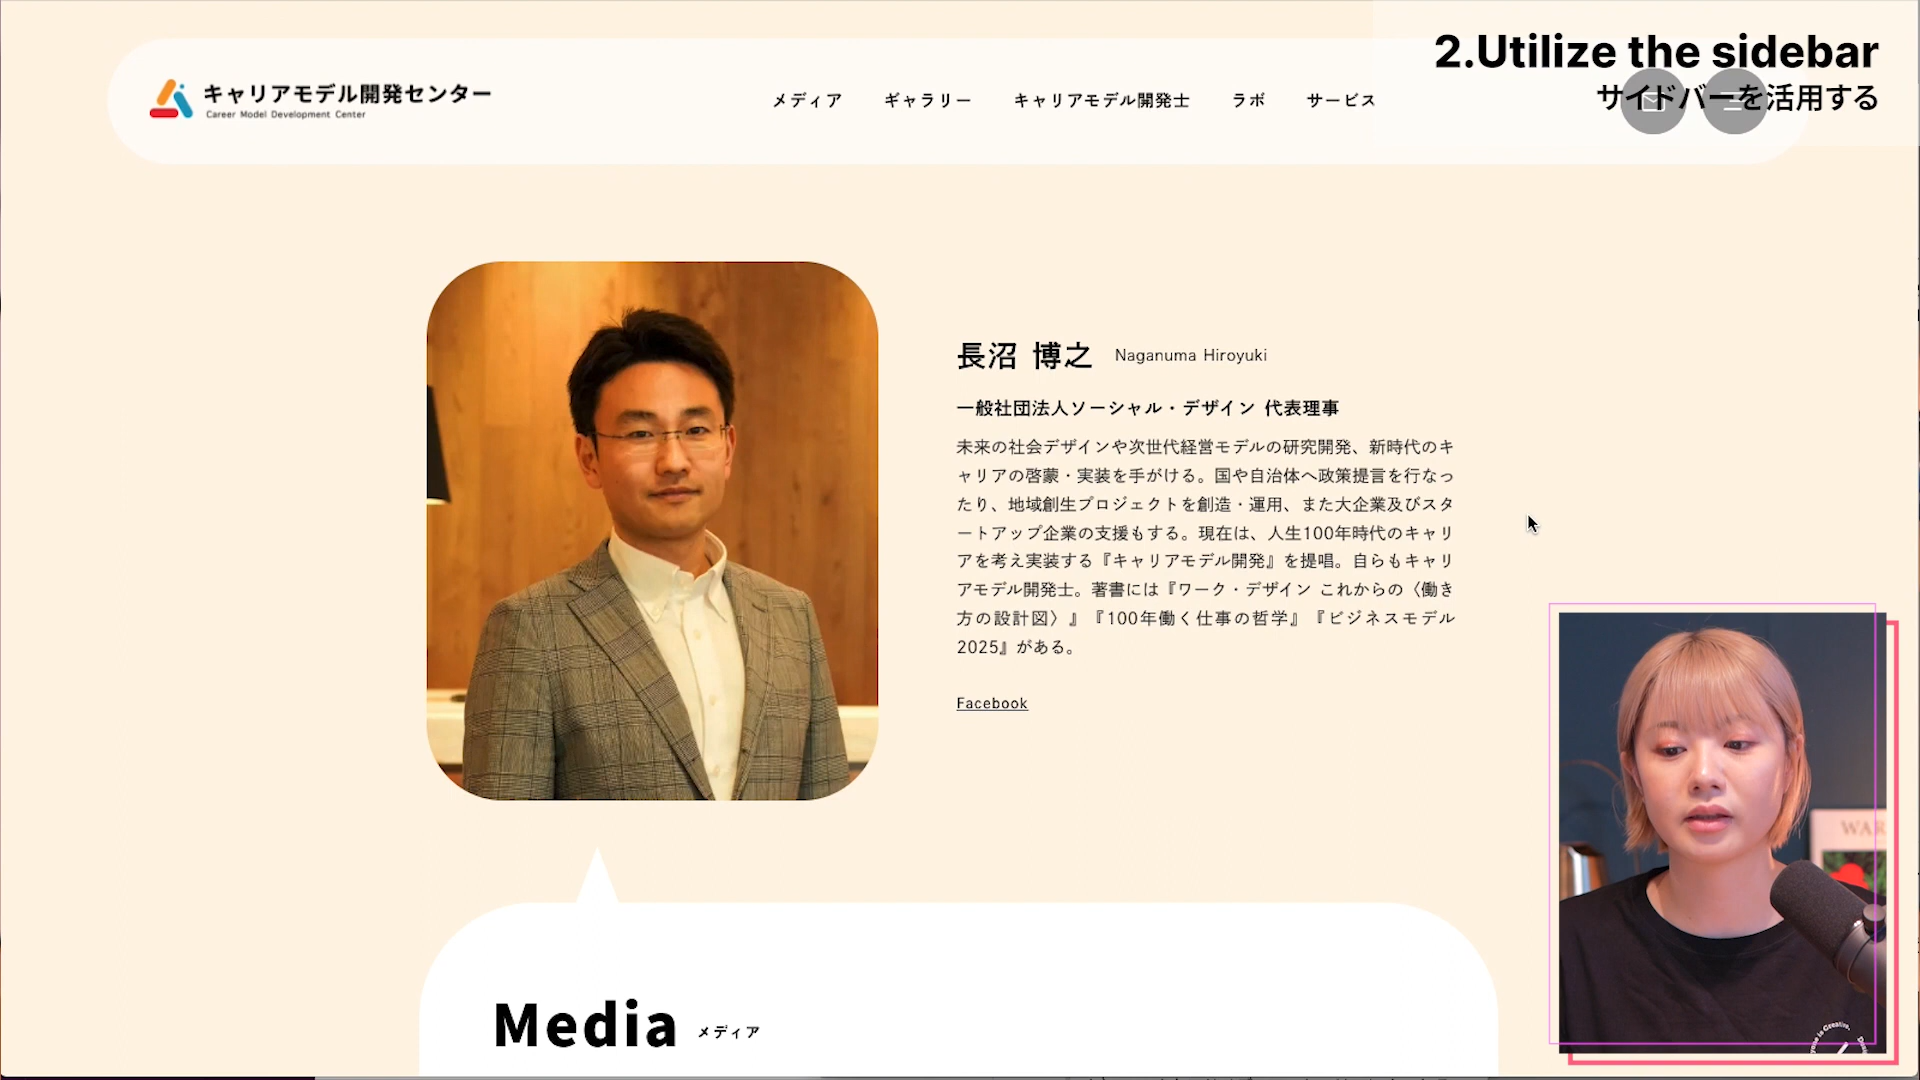 2.Utilize the sidebar
サイドバーを活用する
キャリアモデル開発センター
Career Model Development Center
メディア
ギャラリー
キャリアモデル開発士
ラボ
サービス
長沼 博之 Naganuma Hiroyuki
一般社団法人ソーシャル・デザイン 代表理事
未来の社会デザインや次世代経営モデルの研究開発、新時代のキ
ャリアの啓蒙・実装を手がける。国や自治体へ政策提言を行なっ
たり、地域創生プロジェクトを創造・運用、また大企業及びスタ
ートアップ企業の支援もする。現在は、人生100年時代のキャリ
アを考え実装する『キャリアモデル開発』を提唱。自らもキャリ
アモデル開発士。著書には『ワーク・デザイン これからの〈働き
方の設計図〉』『100年働く仕事の哲学』『ビジネスモデル
2025』がある。
Facebook
WAR
Media メディア